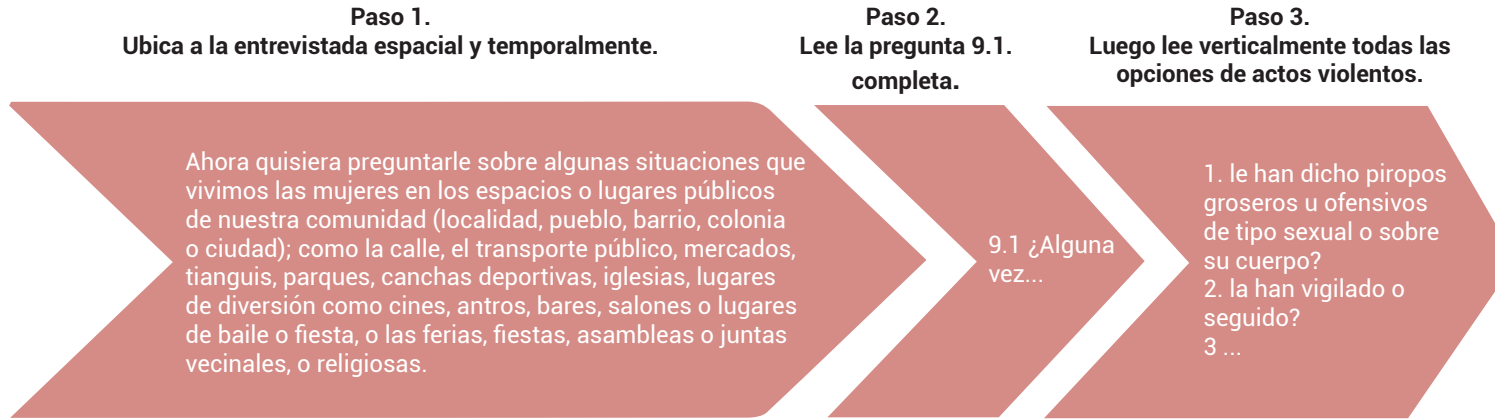 Paso 1.
Ubica a la entrevistada espacial y temporalmente.
Ahora quisiera preguntarle sobre algunas situaciones que
vivimos las mujeres en los espacios o lugares públicos
de nuestra comunidad (localidad, pueblo, barrio, colonia
o ciudad); como la calle, el transporte público, mercados,
tianguis, parques, canchas deportivas, iglesias, lugares
de diversión como cines, antros, bares, salones o lugares
de baile o fiesta, o las ferias, fiestas, asambleas o juntas
vecinales, o religiosas.
Paso 2.
Lee la pregunta 9.1.
completa.
9.1 ¿Alguna
vez...
Paso 3.
Luego lee verticalmente todas las
opciones de actos violentos.
1. le han dicho piropos
groseros u ofensivos
de tipo sexual o sobre
su cuerpo?
2. la han vigilado o
seguido?
3 ...